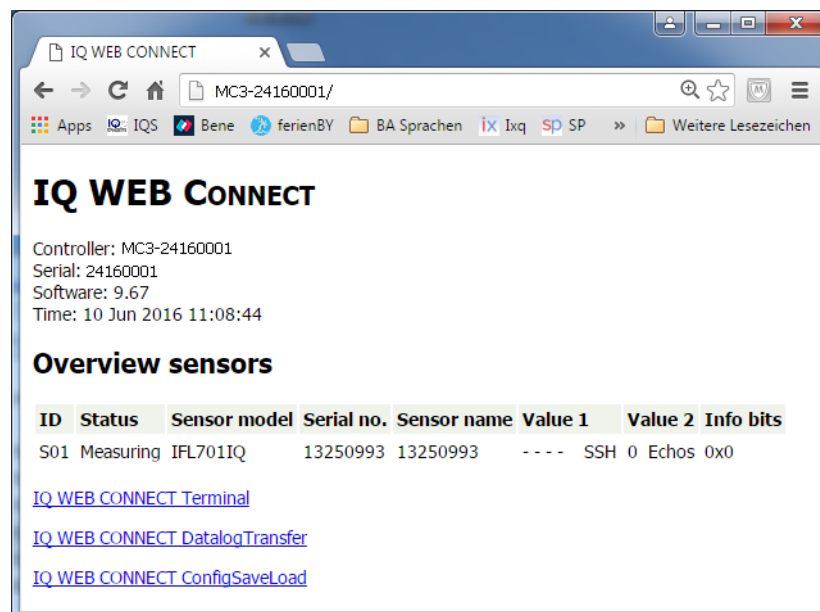 IQ WEB CONNECT
MC3-24160001/
Apps IQS Bene ferienBY BA Sprachen ix Ixq sp SP » Weitere Lesezeichen
IQ WEB CONNECT
Controller: MC3-24160001
Serial: 24160001
Software: 9.67
Time: 10 Jun 2016 11:08:44
Overview sensors
ID Status Sensor model Serial no. Sensor name Value 1 Value 2 Info bits
S01 Measuring IFL701IQ 13250993 13250993 - - - - SSH 0 Echos 0x0
IQ WEB CONNECT Terminal
IQ WEB CONNECT DatalogTransfer
IQ WEB CONNECT ConfigSaveLoad